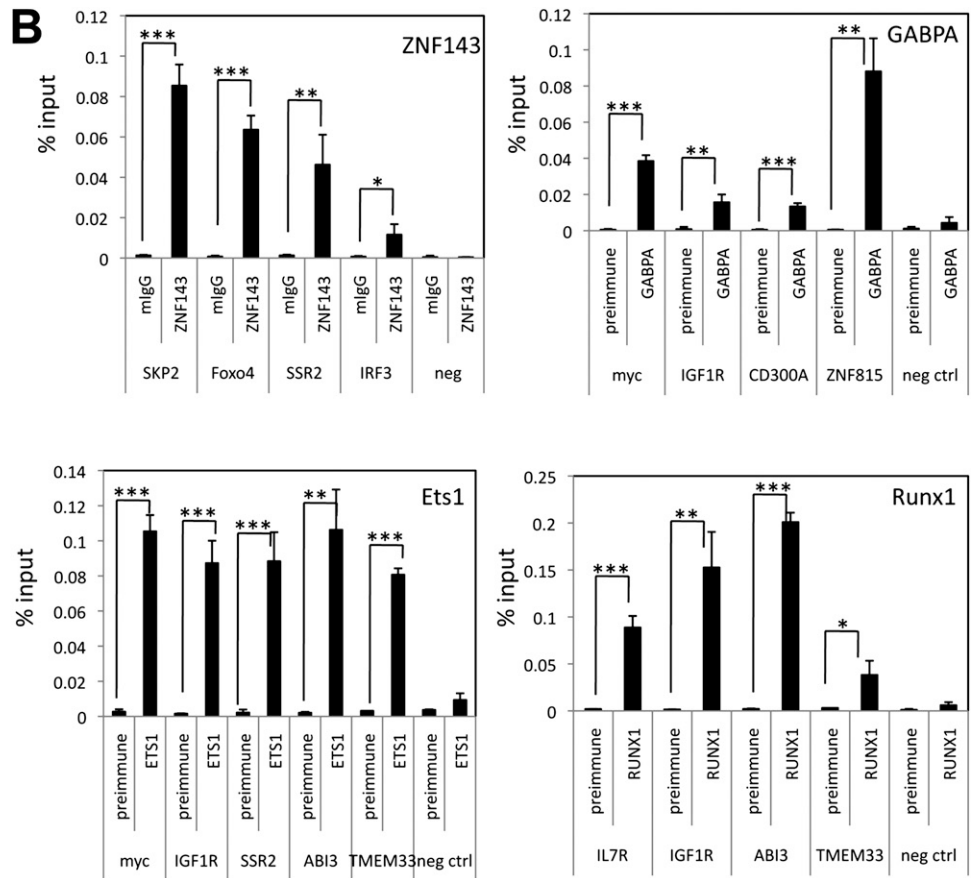 B
ZNF143
% input
0.12
0.1
0.08
0.06
0.04
0.02
0
***
***
**
*
mIgG
ZNF143
mIgG
ZNF143
mIgG
ZNF143
mIgG
ZNF143
mIgG
ZNF143
SKP2 Foxo4 SSR2 IRF3 neg
GABPA
% input
0.12
0.1
0.08
0.06
0.04
0.02
0
***
**
***
**
preimmune
GABPA
preimmune
GABPA
preimmune
GABPA
preimmune
GABPA
preimmune
GABPA
myc IGF1R CD300A ZNF815 neg ctrl
Ets1
% input
0.14
0.12
0.1
0.08
0.06
0.04
0.02
0
***
***
***
**
***
preimmune
ETS1
preimmune
ETS1
preimmune
ETS1
preimmune
ETS1
preimmune
ETS1
preimmune
ETS1
myc IGF1R SSR2 ABI3 TMEM33 neg ctrl
Runx1
% input
0.25
0.2
0.15
0.1
0.05
0
***
**
***
*
preimmune
RUNX1
preimmune
RUNX1
preimmune
RUNX1
preimmune
RUNX1
preimmune
RUNX1
IL7R IGF1R ABI3 TMEM33 neg ctrl